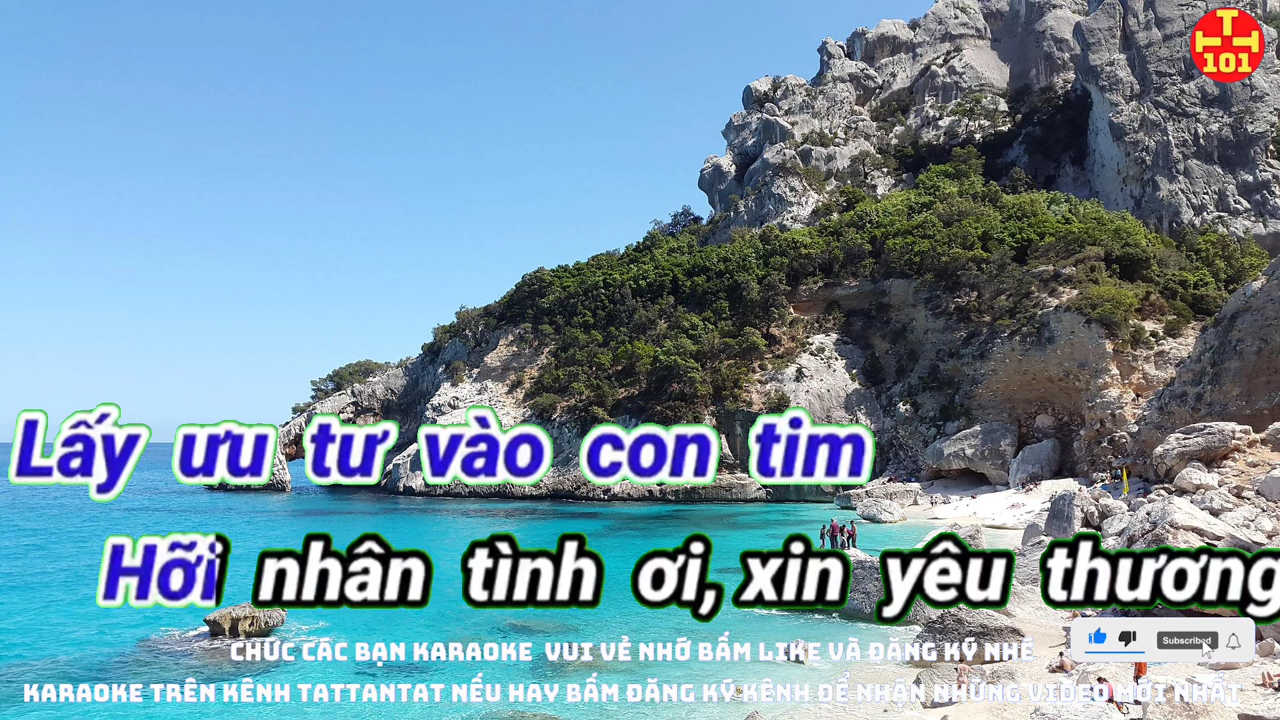 TTH
101
Lấy ưu tư vào con tim
Hỡi nhân tình ơi, xin yêu thương
Subscribed
CHÚC CÁC BẠN KARAOKE VUI VẺ NHỚ BẤM LIKE VÀ ĐĂNG KÝ NHÉ
KARAOKE TRÊN KÊNH TATTANTAT NẾU HAY BẤM ĐĂNG KÝ KÊNH ĐỂ NHẬN NHỮNG VIDEO MỚI NHẤT